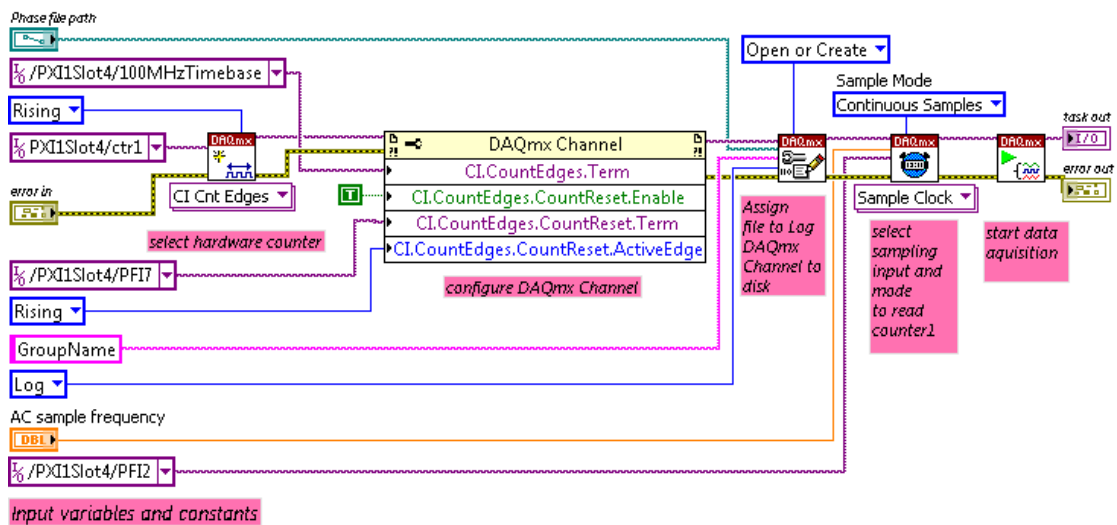 Phase file path
/PXI1Slot4/100MHzTimebase
Rising
PXI1Slot4/ctr1
error in
DAQmx
CI Cnt Edges
select hardware counter
DAQmx Channel
CI.CountEdges.Term
T
CI.CountEdges.CountReset.Enable
CI.CountEdges.CountReset.Term
CI.CountEdges.CountReset.ActiveEdge
configure DAQmx Channel
/PXI1Slot4/PFI7
Rising
GroupName
Log
AC sample frequency
DBL
/PXI1Slot4/PFI2
Input variables and constants
Open or Create
DAQmx
Assign
file to Log
DAQmx
Channel to
disk
Sample Mode
Continuous Samples
DAQmx
Sample Clock
select
sampling
input and
mode
to read
counter1
DAQmx
start data
aquisition
task out
I/O
error out